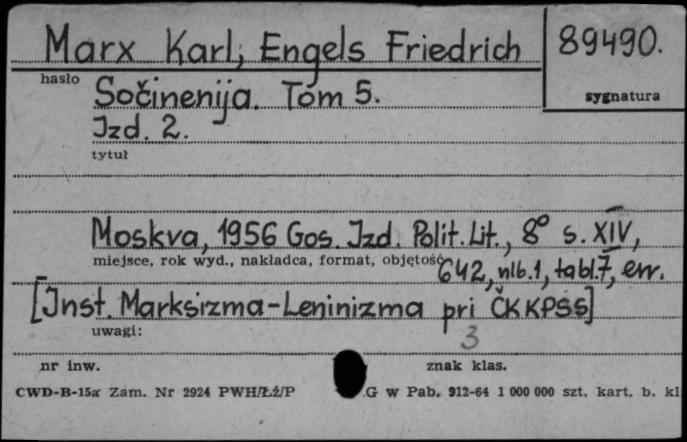 Marx Karl, Engels Friedrich
89490.
hasło
sygnatura
Sočinenija. Tom 5.
Izd. 2.
tytuł
Moskva, 1956 Gos. Izd. Polit. Lit., 8° s. XIV,
miejsce, rok wyd., nakładca, format, objętość
642, nlb. 1, tabl. 7, err.
[Inst. Marksizma-Leninizma pri ČK KPSS]
uwagi:
3
nr inw.
znak klas.
CWD-B-15a Zam. Nr 2924 PWH/Łź/P
G w Pab. 912-64 1 000 000 szt. kart. b. kl